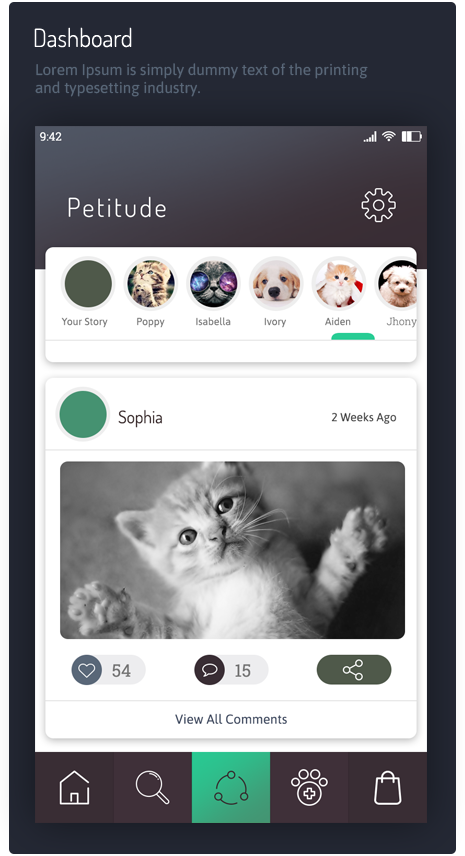 Dashboard
Lorem Ipsum is simply dummy text of the printing
and typesetting industry.
9:42
Petitude
Your Story Poppy Isabella Ivory Aiden Jhony
Sophia 2 Weeks Ago
54 15
View All Comments